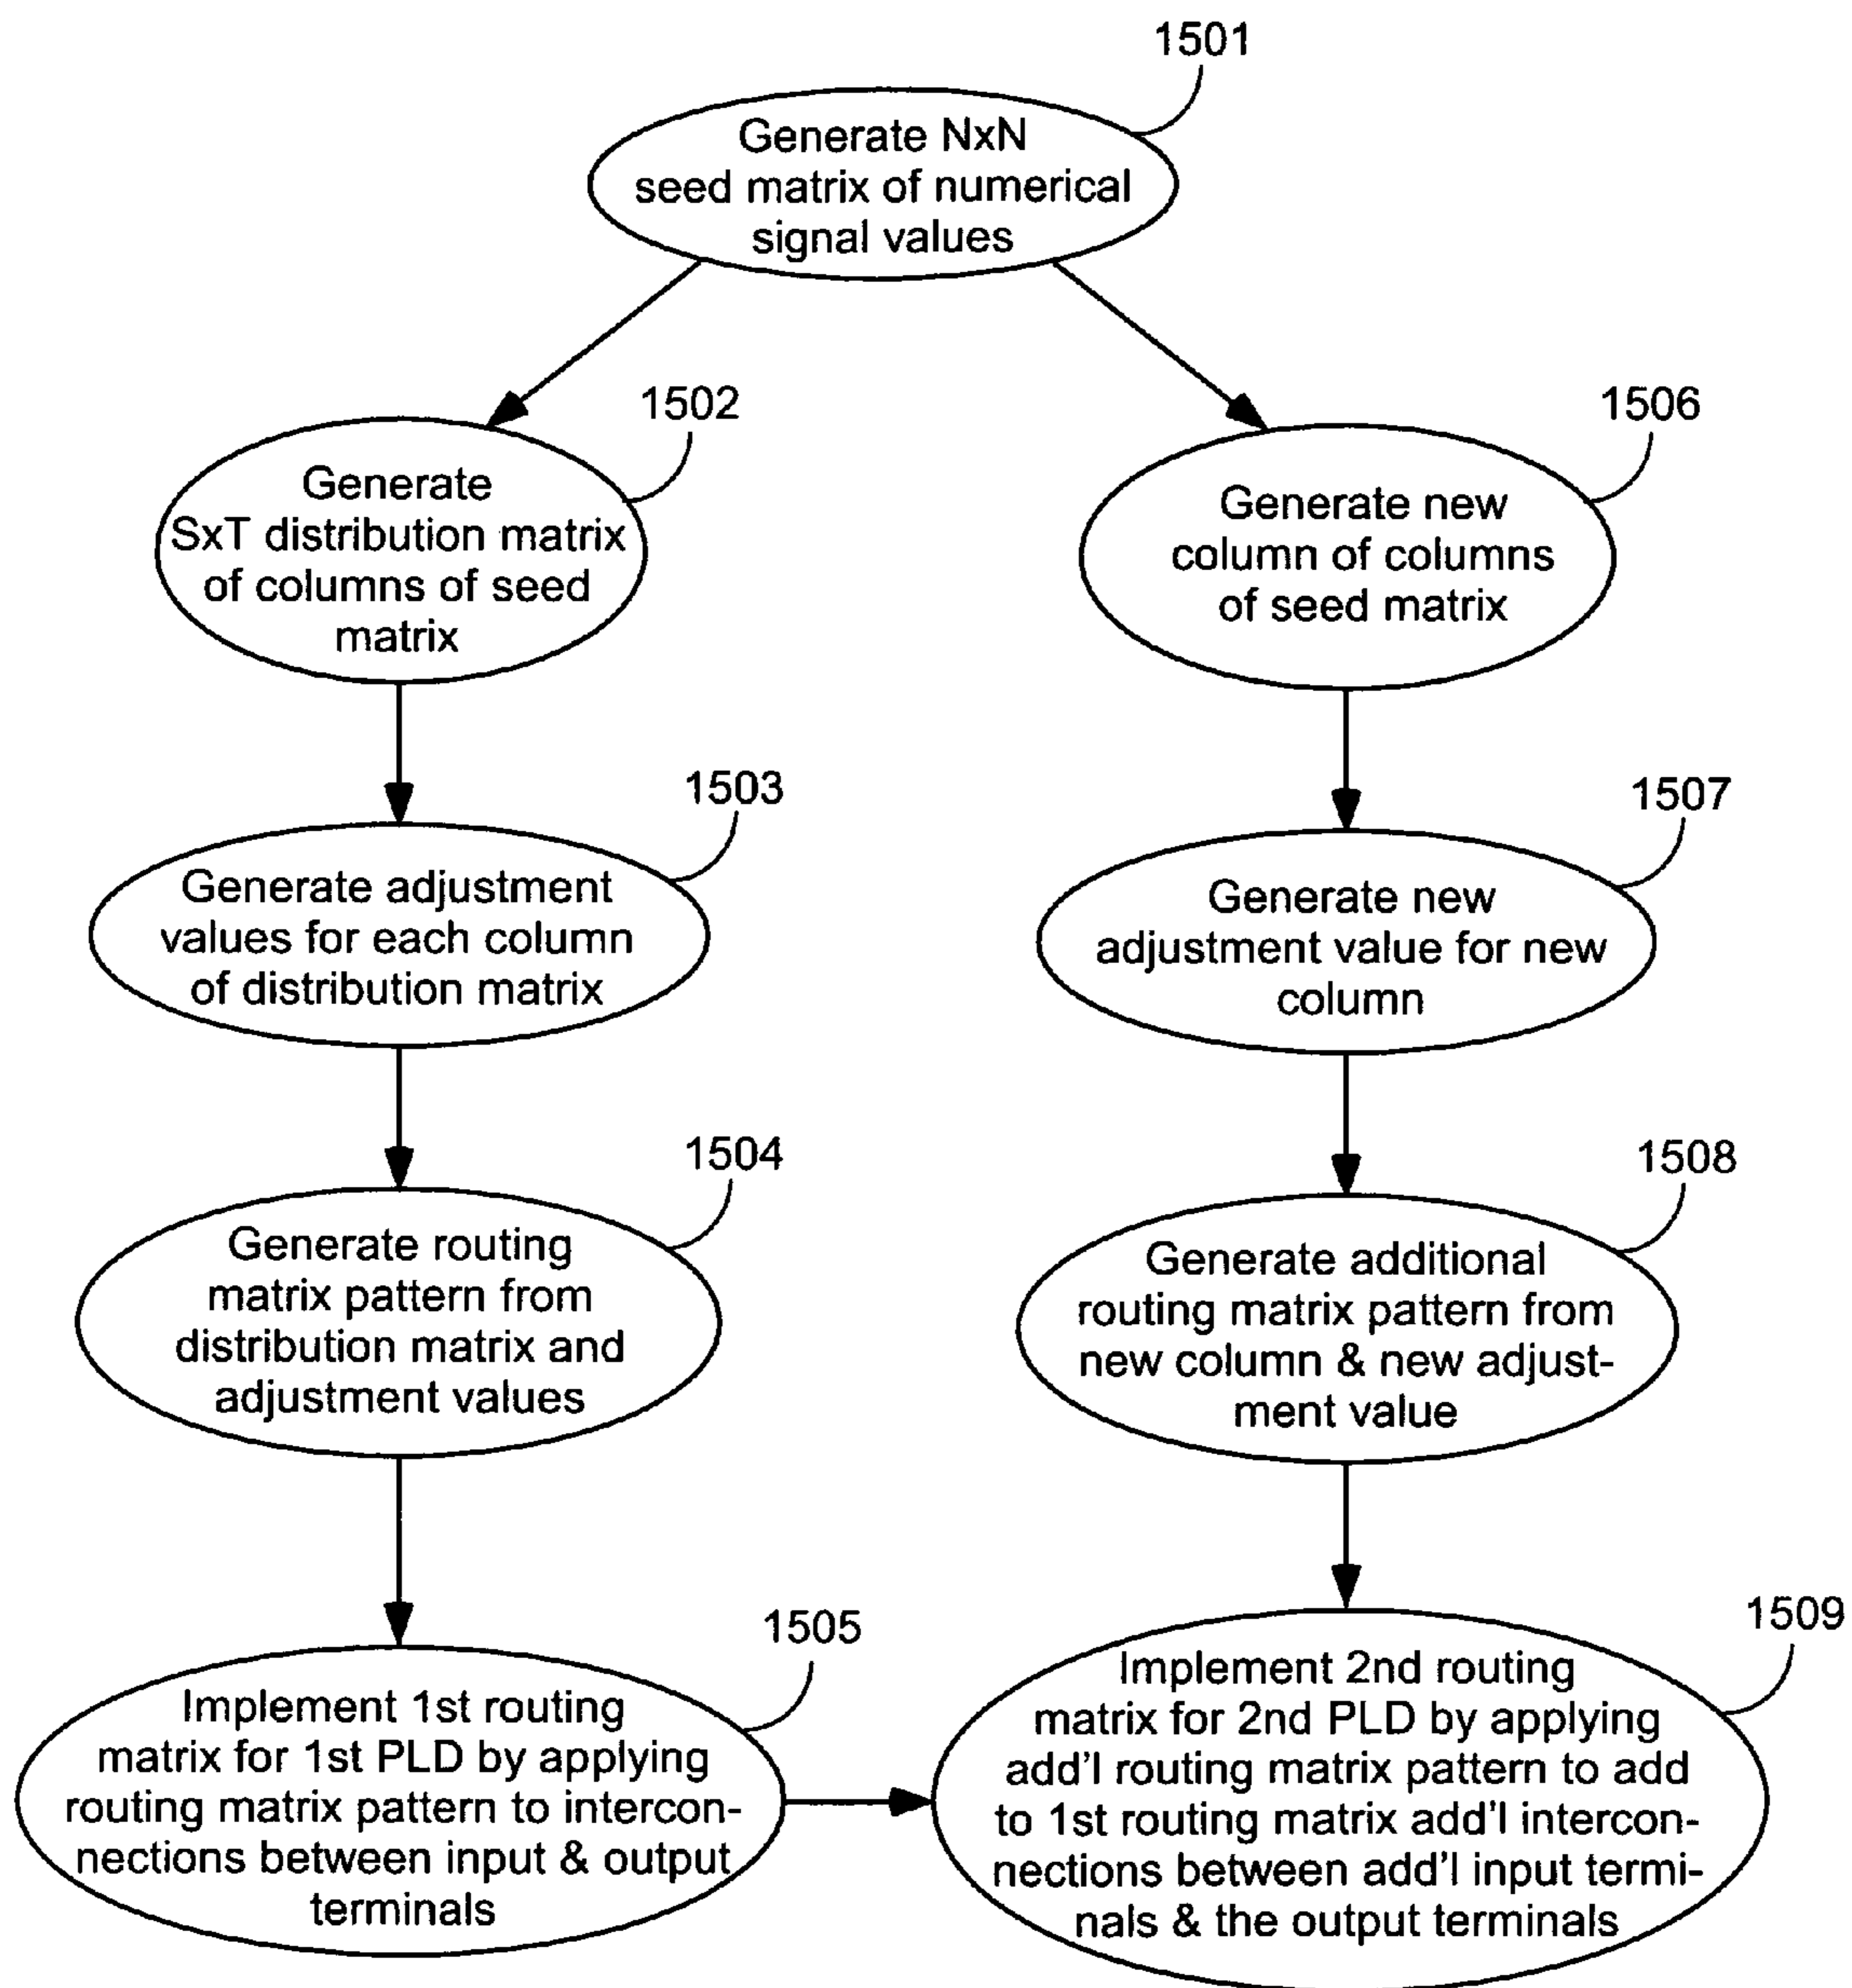 1501
Generate NxN
seed matrix of numerical
signal values
1502
Generate
SxT distribution matrix
of columns of seed
matrix
1506
Generate new
column of columns
of seed matrix
1503
Generate adjustment
values for each column
of distribution matrix
1507
Generate new
adjustment value for new
column
1504
Generate routing
matrix pattern from
distribution matrix and
adjustment values
1508
Generate additional
routing matrix pattern from
new column & new adjust-
ment value
1505
Implement 1st routing
matrix for 1st PLD by applying
routing matrix pattern to intercon-
nections between input & output
terminals
1509
Implement 2nd routing
matrix for 2nd PLD by applying
add'l routing matrix pattern to add
to 1st routing matrix add'l intercon-
nections between add'l input termi-
nals & the output terminals